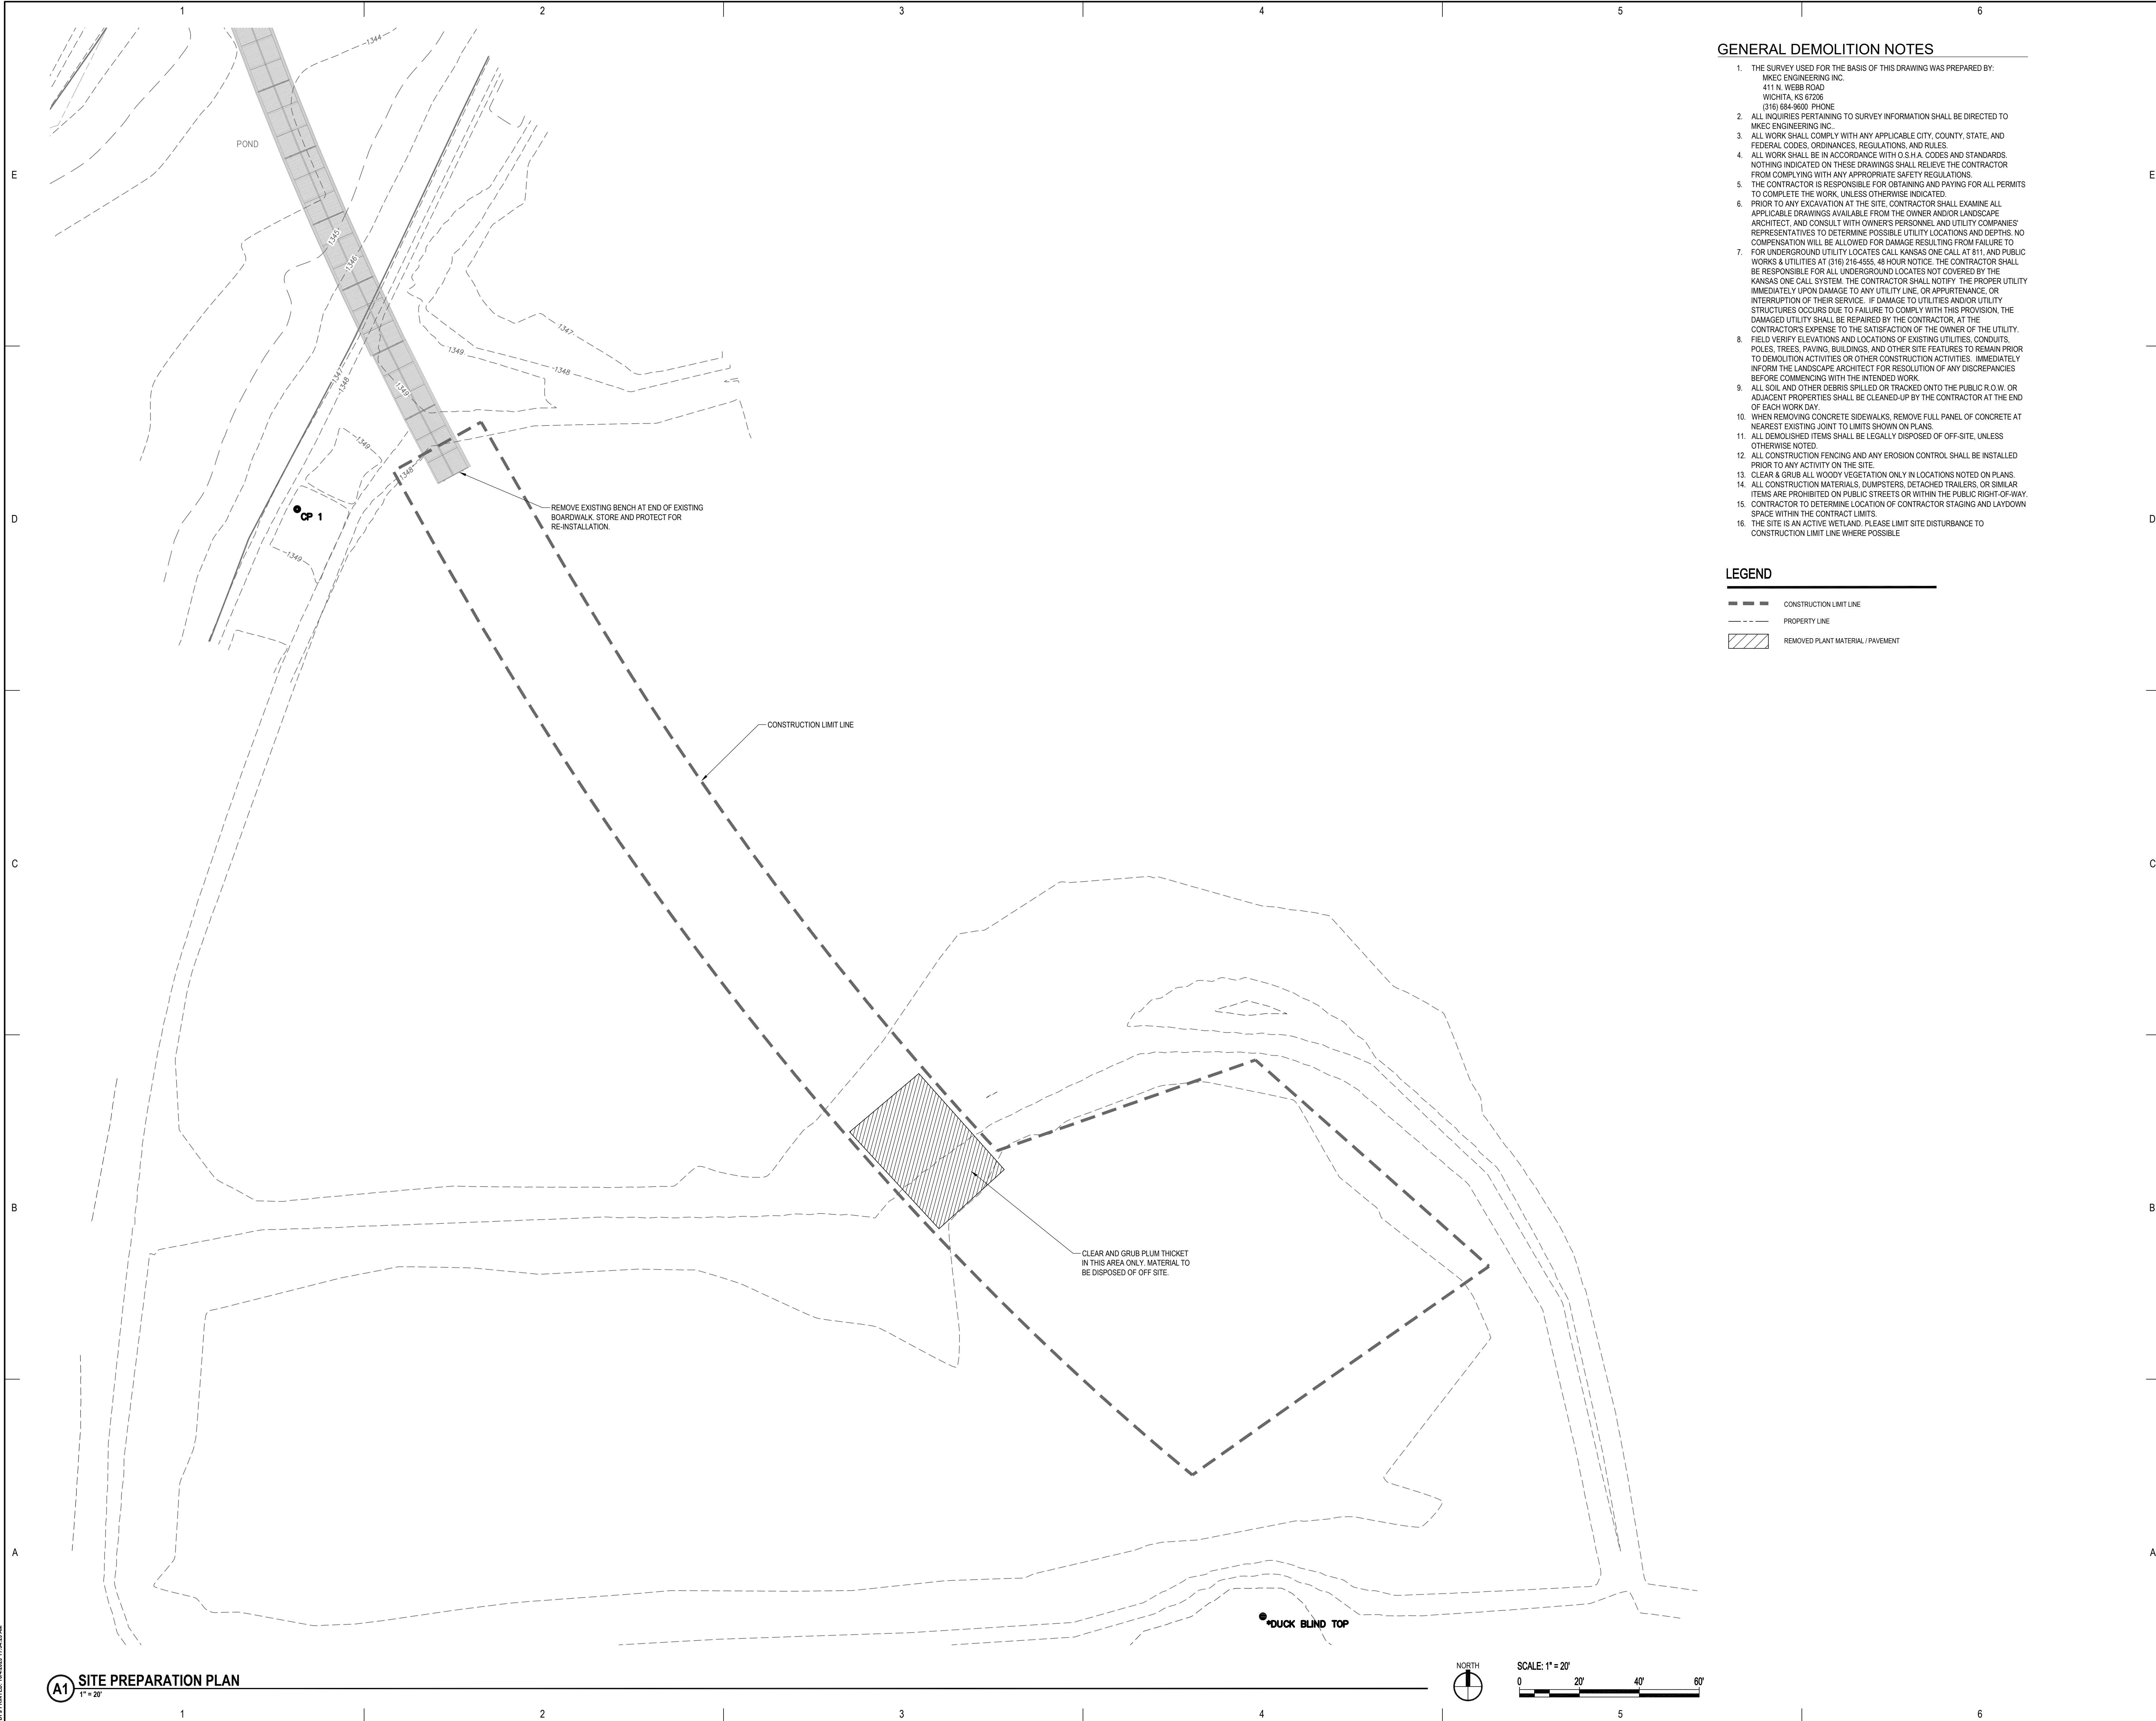 1 2 3 4 5 6
GENERAL DEMOLITION NOTES
1. THE SURVEY USED FOR THE BASIS OF THIS DRAWING WAS PREPARED BY:
MKEC ENGINEERING INC.
411 N. WEBB ROAD
WICHITA, KS 67206
(316) 684-9600 PHONE
2. ALL INQUIRIES PERTAINING TO SURVEY INFORMATION SHALL BE DIRECTED TO
MKEC ENGINEERING INC..
3. ALL WORK SHALL COMPLY WITH ANY APPLICABLE CITY, COUNTY, STATE, AND
FEDERAL CODES, ORDINANCES, REGULATIONS, AND RULES.
4. ALL WORK SHALL BE IN ACCORDANCE WITH O.S.H.A. CODES AND STANDARDS.
NOTHING INDICATED ON THESE DRAWINGS SHALL RELIEVE THE CONTRACTOR
FROM COMPLYING WITH ANY APPROPRIATE SAFETY REGULATIONS.
5. THE CONTRACTOR IS RESPONSIBLE FOR OBTAINING AND PAYING FOR ALL PERMITS
TO COMPLETE THE WORK, UNLESS OTHERWISE INDICATED.
6. PRIOR TO ANY EXCAVATION AT THE SITE, CONTRACTOR SHALL EXAMINE ALL
APPLICABLE DRAWINGS AVAILABLE FROM THE OWNER AND/OR LANDSCAPE
ARCHITECT, AND CONSULT WITH OWNER'S PERSONNEL AND UTILITY COMPANIES'
REPRESENTATIVES TO DETERMINE POSSIBLE UTILITY LOCATIONS AND DEPTHS. NO
COMPENSATION WILL BE ALLOWED FOR DAMAGE RESULTING FROM FAILURE TO
7. FOR UNDERGROUND UTILITY LOCATES CALL KANSAS ONE CALL AT 811, AND PUBLIC
WORKS & UTILITIES AT (316) 216-4555, 48 HOUR NOTICE. THE CONTRACTOR SHALL
BE RESPONSIBLE FOR ALL UNDERGROUND LOCATES NOT COVERED BY THE
KANSAS ONE CALL SYSTEM. THE CONTRACTOR SHALL NOTIFY THE PROPER UTILITY
IMMEDIATELY UPON DAMAGE TO ANY UTILITY LINE, OR APPURTENANCE, OR
INTERRUPTION OF THEIR SERVICE. IF DAMAGE TO UTILITIES AND/OR UTILITY
STRUCTURES OCCURS DUE TO FAILURE TO COMPLY WITH THIS PROVISION, THE
DAMAGED UTILITY SHALL BE REPAIRED BY THE CONTRACTOR, AT THE
CONTRACTOR'S EXPENSE TO THE SATISFACTION OF THE OWNER OF THE UTILITY.
8. FIELD VERIFY ELEVATIONS AND LOCATIONS OF EXISTING UTILITIES, CONDUITS,
POLES, TREES, PAVING, BUILDINGS, AND OTHER SITE FEATURES TO REMAIN PRIOR
TO DEMOLITION ACTIVITIES OR OTHER CONSTRUCTION ACTIVITIES. IMMEDIATELY
INFORM THE LANDSCAPE ARCHITECT FOR RESOLUTION OF ANY DISCREPANCIES
BEFORE COMMENCING WITH THE INTENDED WORK.
9. ALL SOIL AND OTHER DEBRIS SPILLED OR TRACKED ONTO THE PUBLIC R.O.W. OR
ADJACENT PROPERTIES SHALL BE CLEANED-UP BY THE CONTRACTOR AT THE END
OF EACH WORK DAY.
10. WHEN REMOVING CONCRETE SIDEWALKS, REMOVE FULL PANEL OF CONCRETE AT
NEAREST EXISTING JOINT TO LIMITS SHOWN ON PLANS.
11. ALL DEMOLISHED ITEMS SHALL BE LEGALLY DISPOSED OF OFF-SITE, UNLESS
OTHERWISE NOTED.
12. ALL CONSTRUCTION FENCING AND ANY EROSION CONTROL SHALL BE INSTALLED
PRIOR TO ANY ACTIVITY ON THE SITE.
13. CLEAR & GRUB ALL WOODY VEGETATION ONLY IN LOCATIONS NOTED ON PLANS.
14. ALL CONSTRUCTION MATERIALS, DUMPSTERS, DETACHED TRAILERS, OR SIMILAR
ITEMS ARE PROHIBITED ON PUBLIC STREETS OR WITHIN THE PUBLIC RIGHT-OF-WAY.
15. CONTRACTOR TO DETERMINE LOCATION OF CONTRACTOR STAGING AND LAYDOWN
SPACE WITHIN THE CONTRACT LIMITS.
16. THE SITE IS AN ACTIVE WETLAND. PLEASE LIMIT SITE DISTURBANCE TO
CONSTRUCTION LIMIT LINE WHERE POSSIBLE
LEGEND
CONSTRUCTION LIMIT LINE
PROPERTY LINE
REMOVED PLANT MATERIAL / PAVEMENT
1344
POND
E E
1345
1346
1347
1349
1348
1347
1348
1349
1349
1348
CP 1
1349
REMOVE EXISTING BENCH AT END OF EXISTING
BOARDWALK. STORE AND PROTECT FOR
RE-INSTALLATION.
D D
CONSTRUCTION LIMIT LINE
C C
B B
CLEAR AND GRUB PLUM THICKET
IN THIS AREA ONLY. MATERIAL TO
BE DISPOSED OF OFF SITE.
A A
DUCK BLIND TOP
A1 SITE PREPARATION PLAN
1" = 20'
NORTH
SCALE: 1" = 20'
0 20' 40' 60'
1 2 3 4 5 6